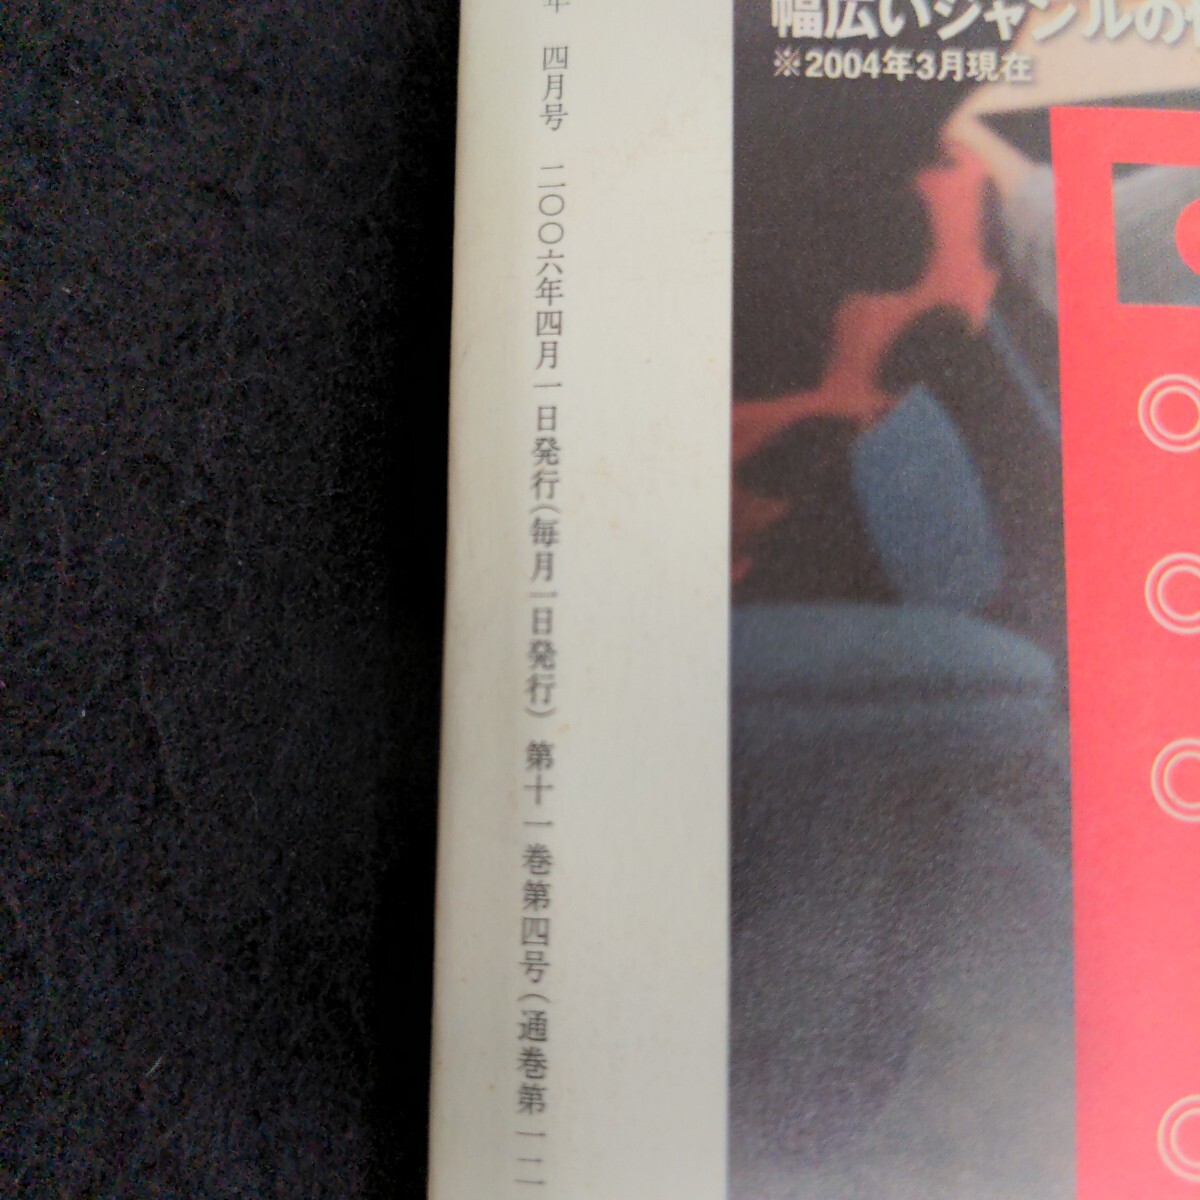 幅広いジャンルの
※2004年3月現在
年 四月号 二〇〇六年四月一日発行(毎月一日発行) 第十一巻第四号(通巻第一二